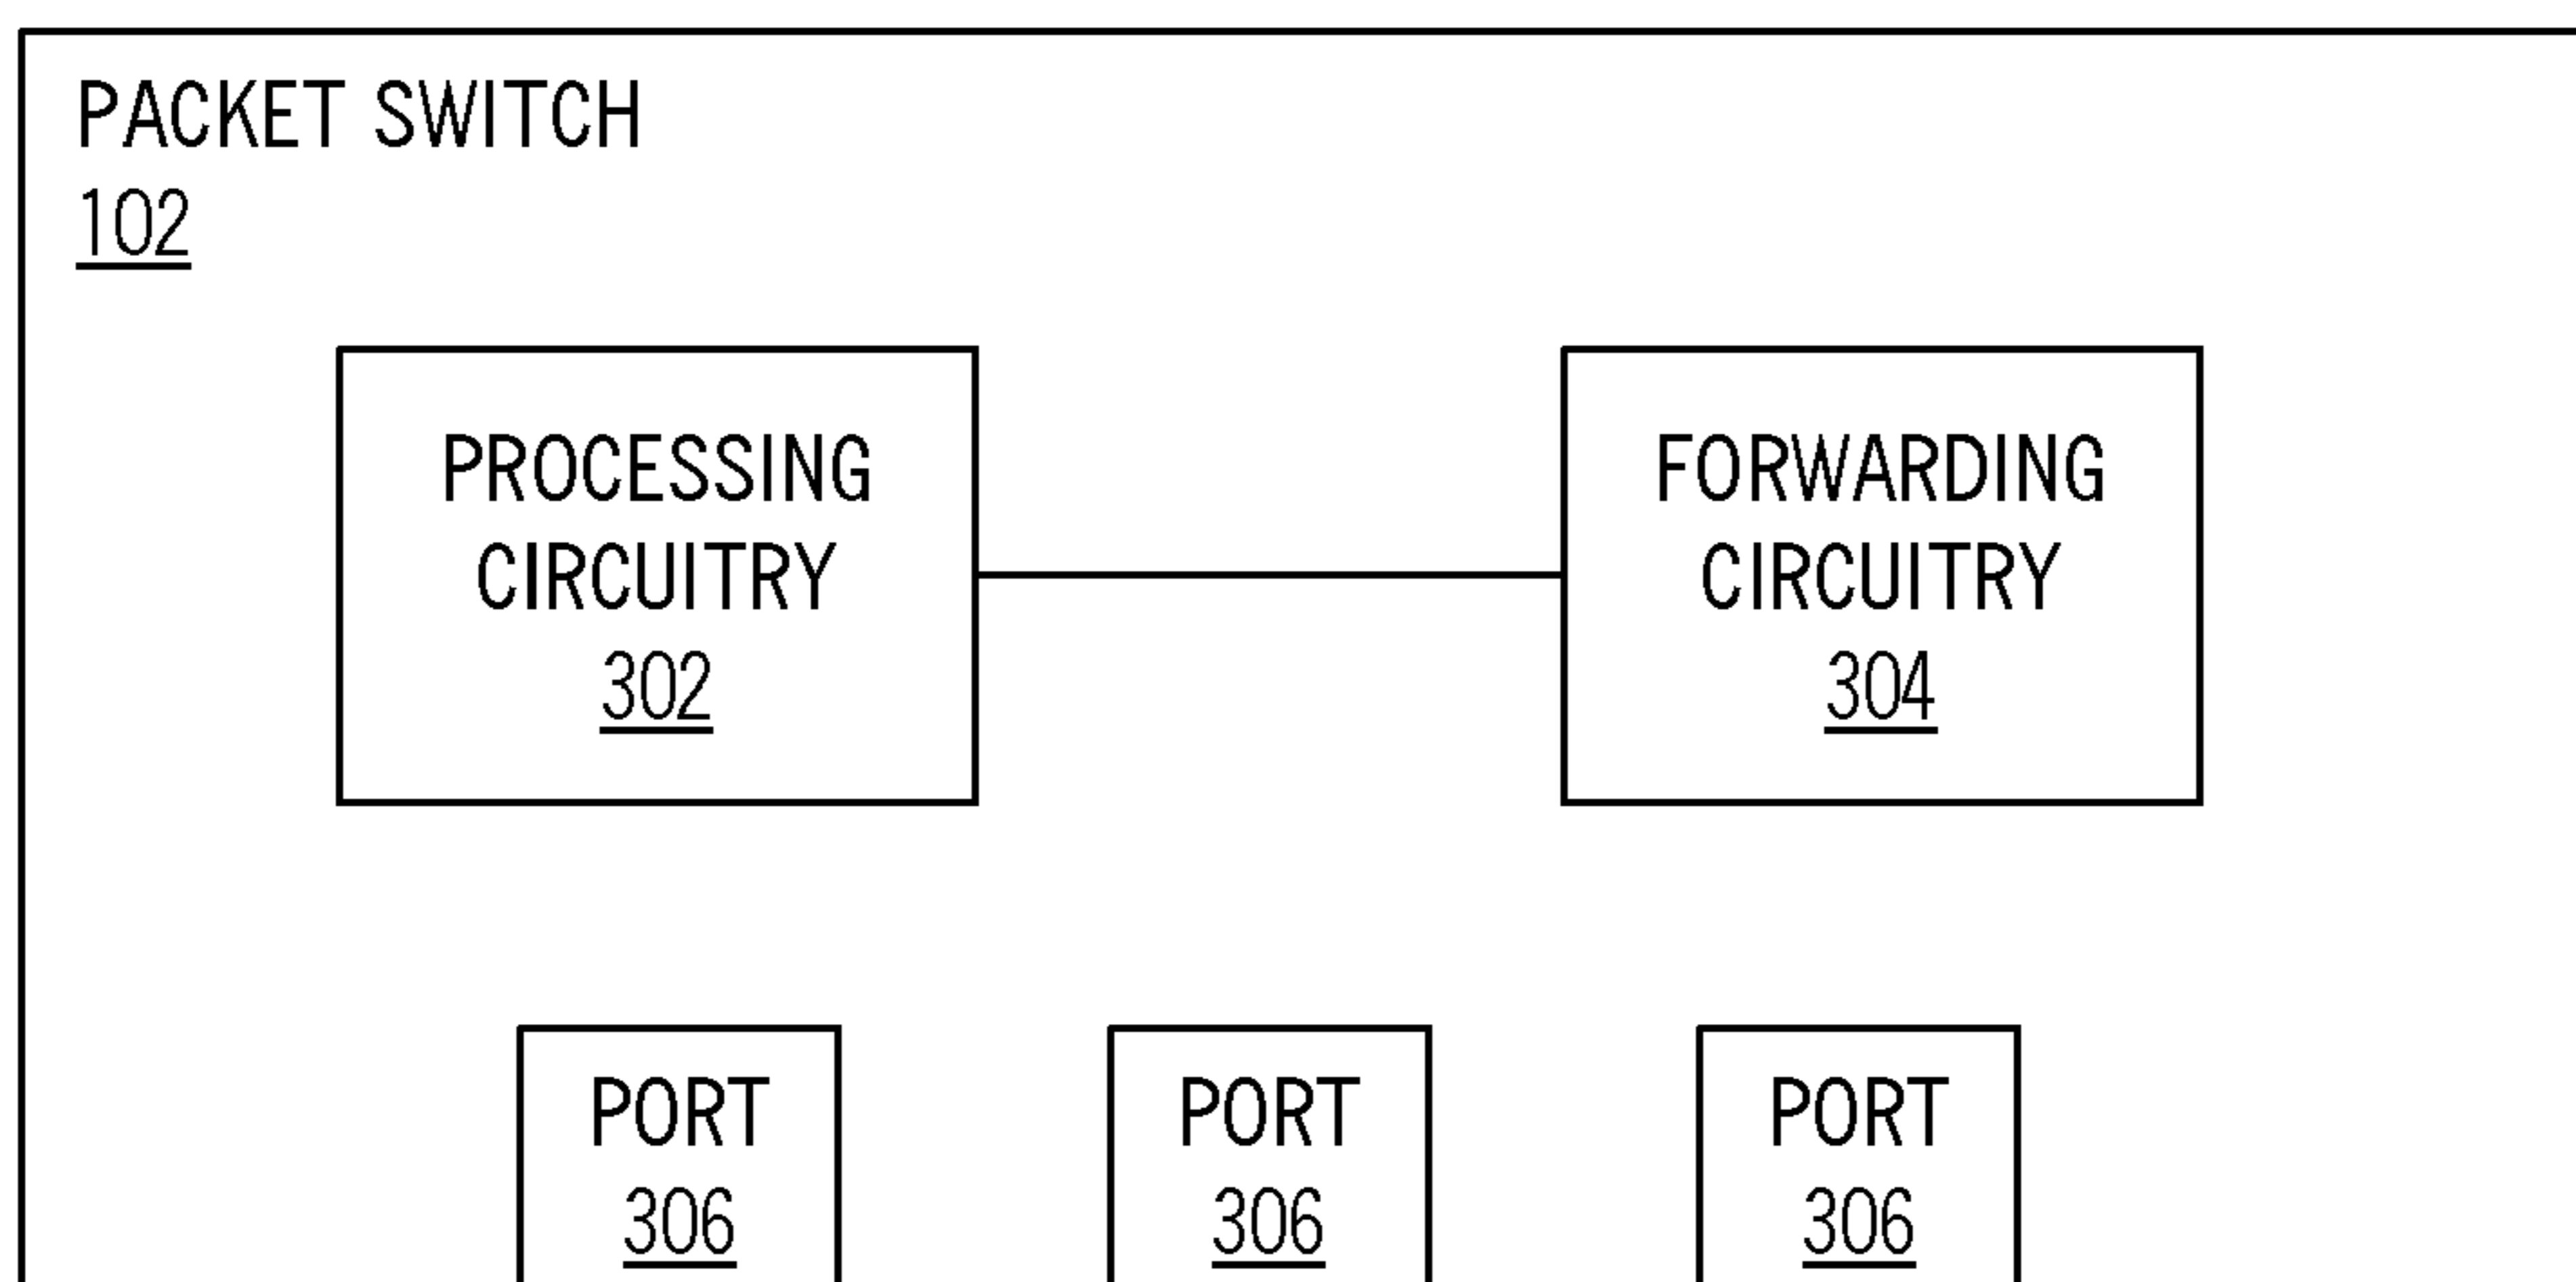 PACKET SWITCH
102
PROCESSING
CIRCUITRY
302
FORWARDING
CIRCUITRY
304
PORT
306
PORT
306
PORT
306